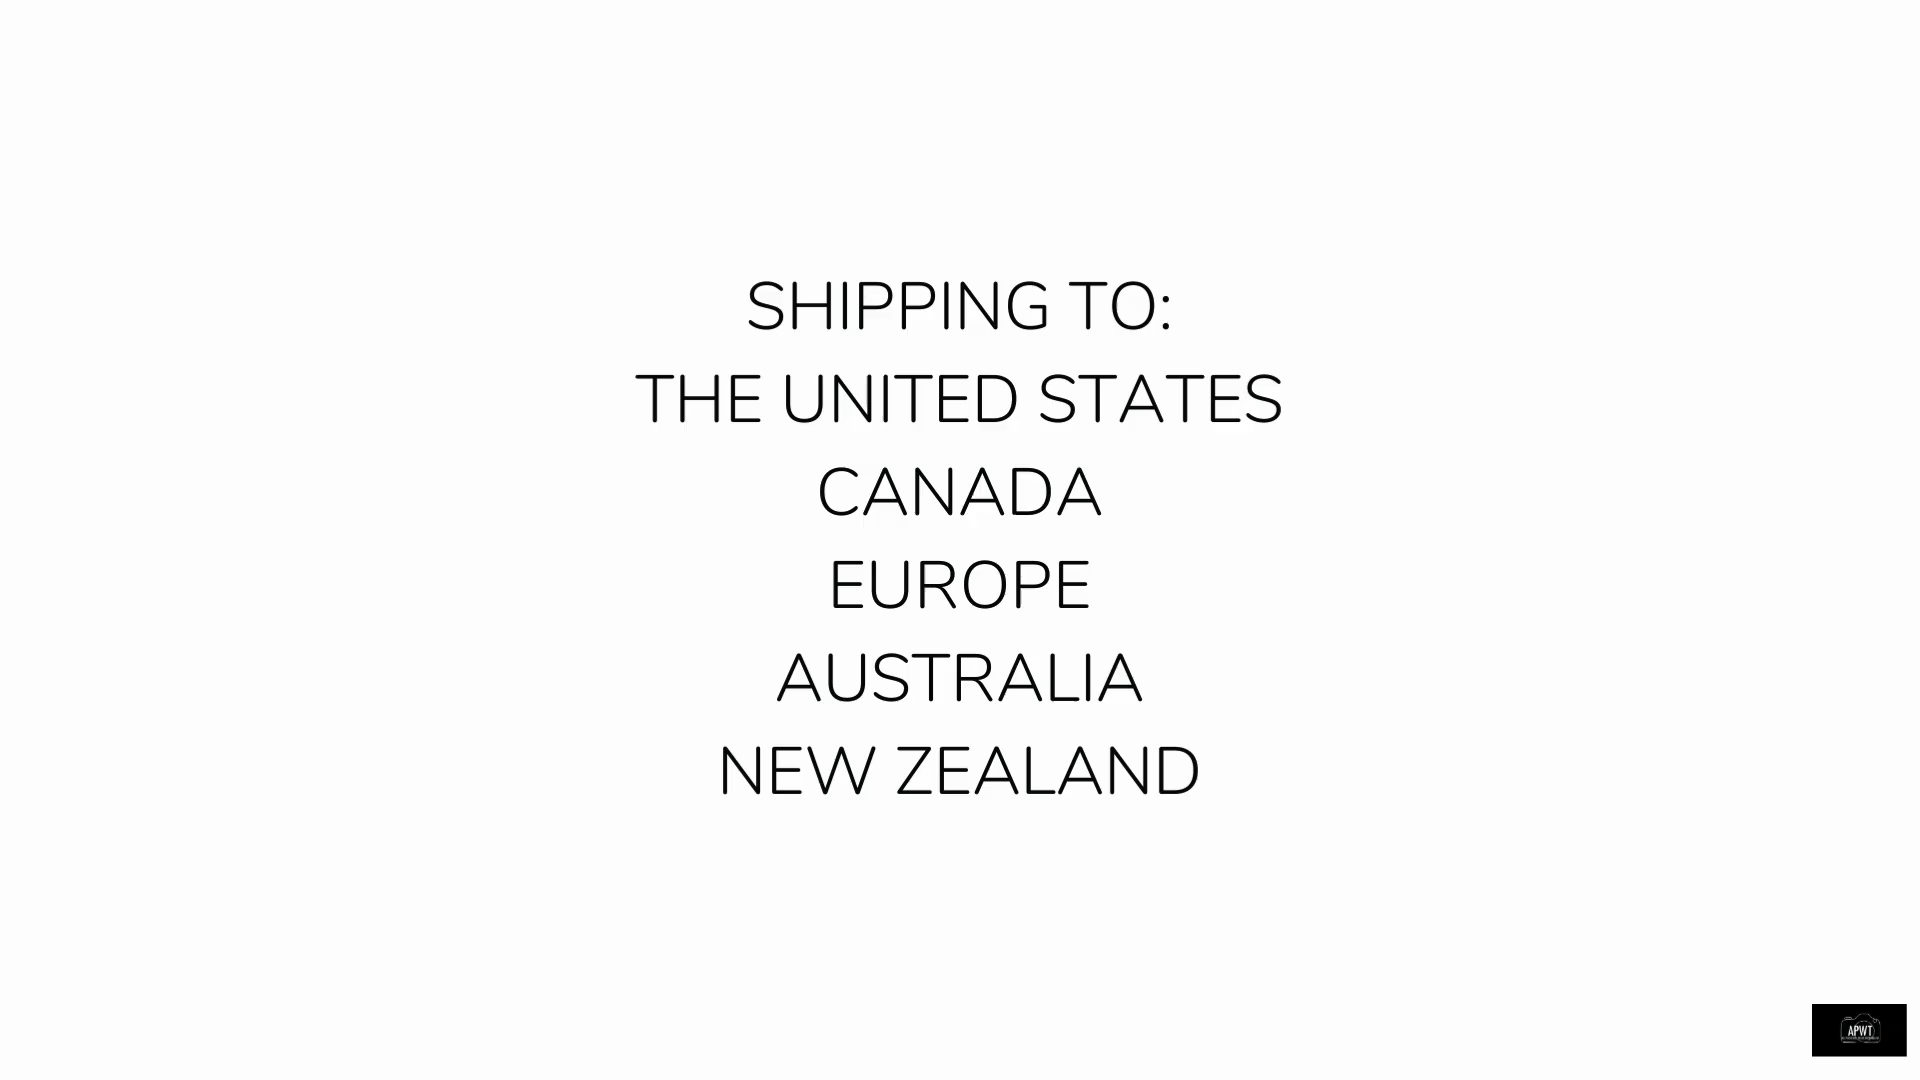 SHIPPING TO:
THE UNITED STATES
CANADA
EUROPE
AUSTRALIA
NEW ZEALAND
APWT